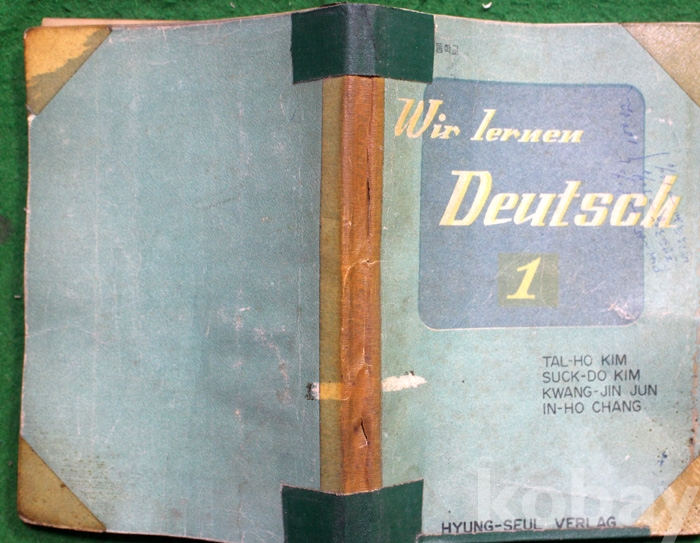 Wir lernen
Deutsch
1
TAL-HO KIM
SUCK-DO KIM
KWANG-JIN JUN
IN-HO CHANG
HYUNG-SEUL VERLAG
kobay